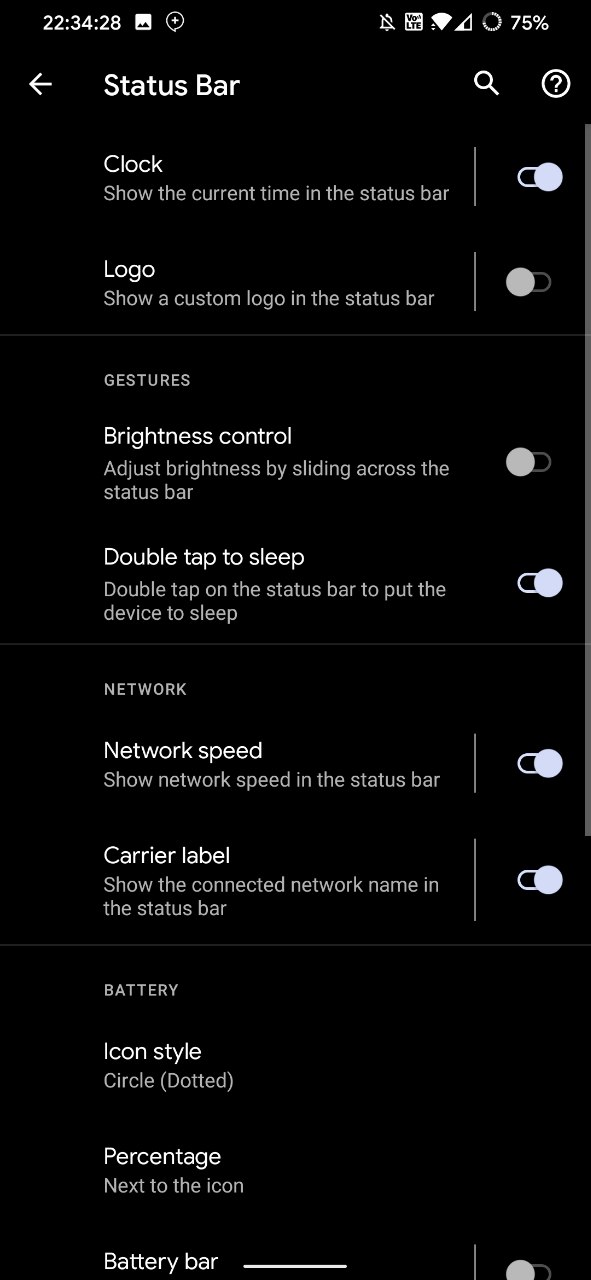 22:34:28 Vo) LTE 75%
Status Bar
Clock
Show the current time in the status bar
Logo
Show a custom logo in the status bar
GESTURES
Brightness control
Adjust brightness by sliding across the
status bar
Double tap to sleep
Double tap on the status bar to put the
device to sleep
NETWORK
Network speed
Show network speed in the status bar
Carrier label
Show the connected network name in
the status bar
BATTERY
Icon style
Circle (Dotted)
Percentage
Next to the icon
Battery bar